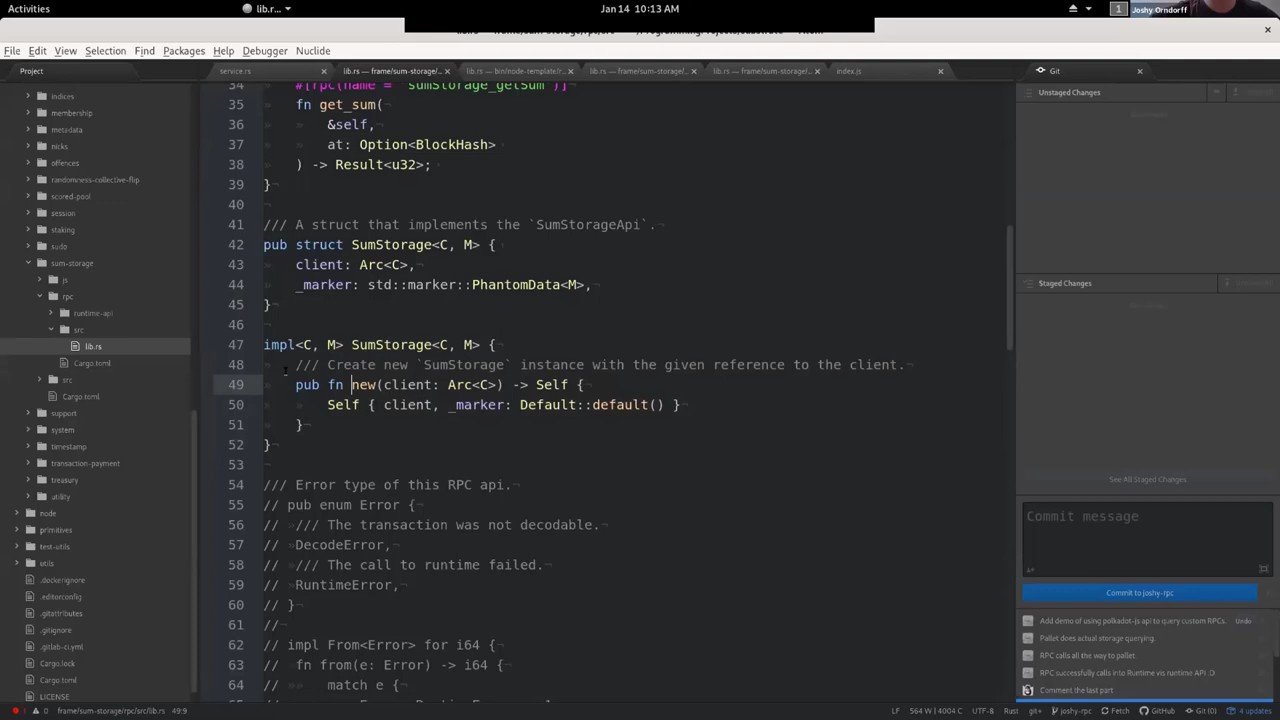 Activities
lib.r...
Jan 14 10:13 AM
1
Joshy Orndorff
File Edit View Selection Find Packages Help Debugger Nuclide
Project
service.rs
lib.rs — frame/sum-storage/...
lib.rs — bin/node-template/r...
lib.rs — frame/sum-storage/...
lib.rs — frame/sum-storage/...
index.js
Git
indices
membership
metadata
nicks
offences
randomness-collective-flip
scored-pool
session
staking
sudo
sum-storage
js
rpc
runtime-api
src
lib.rs
Cargo.toml
src
Cargo.toml
support
system
timestamp
transaction-payment
treasury
utility
node
primitives
test-utils
utils
.dockerignore
.editorconfig
.gitattributes
.gitignore
.gitlab-ci.yml
Cargo.lock
Cargo.toml
LICENSE
34 #[rpc(name = "sumStorage_getSum")]
35 fn get_sum(
36 &self,
37 at: Option<BlockHash>
38 ) -> Result<u32>;
39 }
40
41 /// A struct that implements the `SumStorageApi`.
42 pub struct SumStorage<C, M> {
43 client: Arc<C>,
44 _marker: std::marker::PhantomData<M>,
45 }
46
47 impl<C, M> SumStorage<C, M> {
48 /// Create new `SumStorage` instance with the given reference to the client.
49 pub fn new(client: Arc<C>) -> Self {
50 Self { client, _marker: Default::default() }
51 }
52 }
53
54 /// Error type of this RPC api.
55 // pub enum Error {
56 // /// The transaction was not decodable.
57 // DecodeError,
58 // /// The call to runtime failed.
59 // RuntimeError,
60 // }
61 //
62 // impl From<Error> for i64 {
63 // fn from(e: Error) -> i64 {
64 // match e {
Unstaged Changes
Staged Changes
See All Staged Changes
Commit message
Commit to joshy-rpc
Add demo of using polkadot-js api to query custom RPCs.
Undo
Pallet does actual storage querying.
RPC calls all the way to pallet
RPC successfully calls into Runtime vis runtime API :D
Comment the last part
0 frame/sum-storage/rpc/src/lib.rs 49:9
LF 564 W | 4004 C UTF-8 Rust git+ joshy-rpc Fetch GitHub Git (0) 4 updates